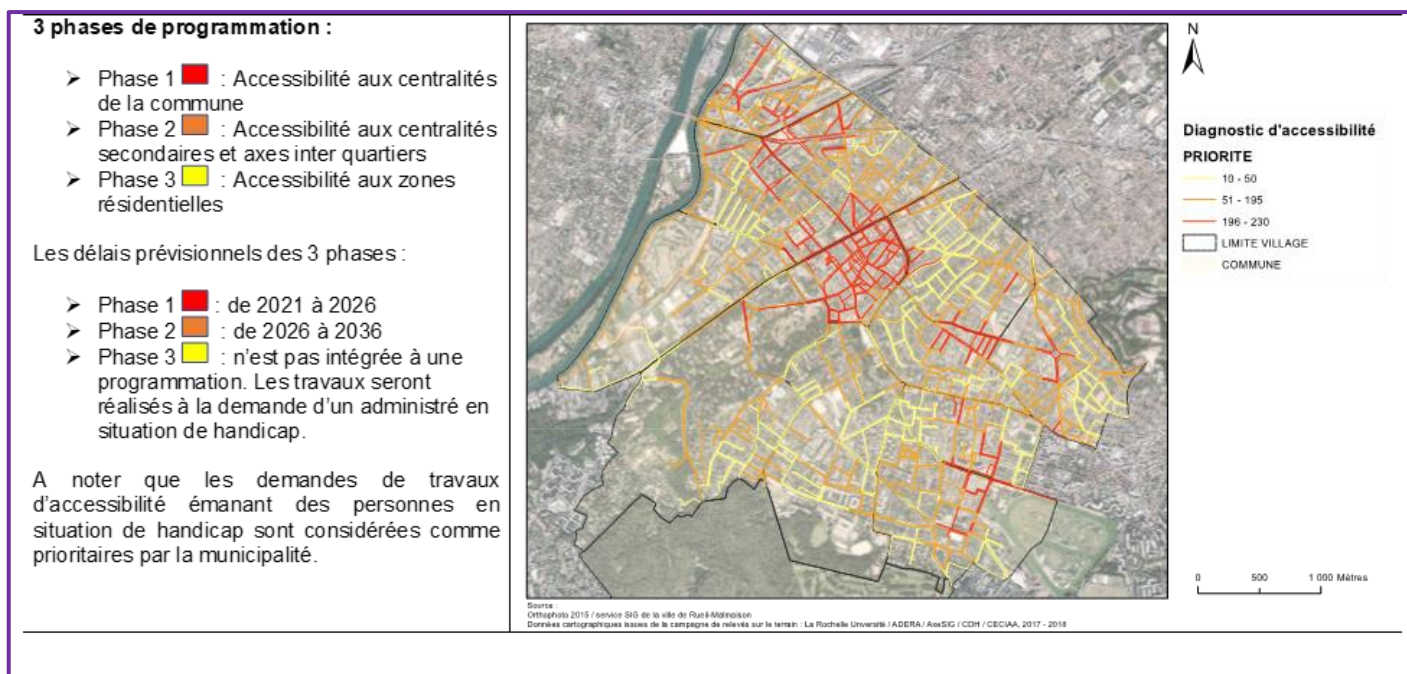 3 phases de programmation :
➢ Phase 1 : Accessibilité aux centralités
de la commune
➢ Phase 2 : Accessibilité aux centralités
secondaires et axes inter quartiers
➢ Phase 3 : Accessibilité aux zones
résidentielles
Les délais prévisionnels des 3 phases :
➢ Phase 1 : de 2021 à 2026
➢ Phase 2 : de 2026 à 2036
➢ Phase 3 : n’est pas intégrée à une
programmation. Les travaux seront
réalisés à la demande d’un administré en
situation de handicap.
A noter que les demandes de travaux
d’accessibilité émanant des personnes en
situation de handicap sont considérées comme
prioritaires par la municipalité.
N
Diagnostic d'accessibilité
PRIORITE
10 - 50
51 - 195
196 - 230
LIMITE VILLAGE
COMMUNE
0 500 1 000 Mètres
Source :
Orthophoto 2015 / service SIG de la ville de Rueil-Malmaison
Données cartographiques issues de la campagne de relevés sur le terrain : La Rochelle Université / ADERA / AxeSIG / CDH / CECIAA, 2017 - 2018